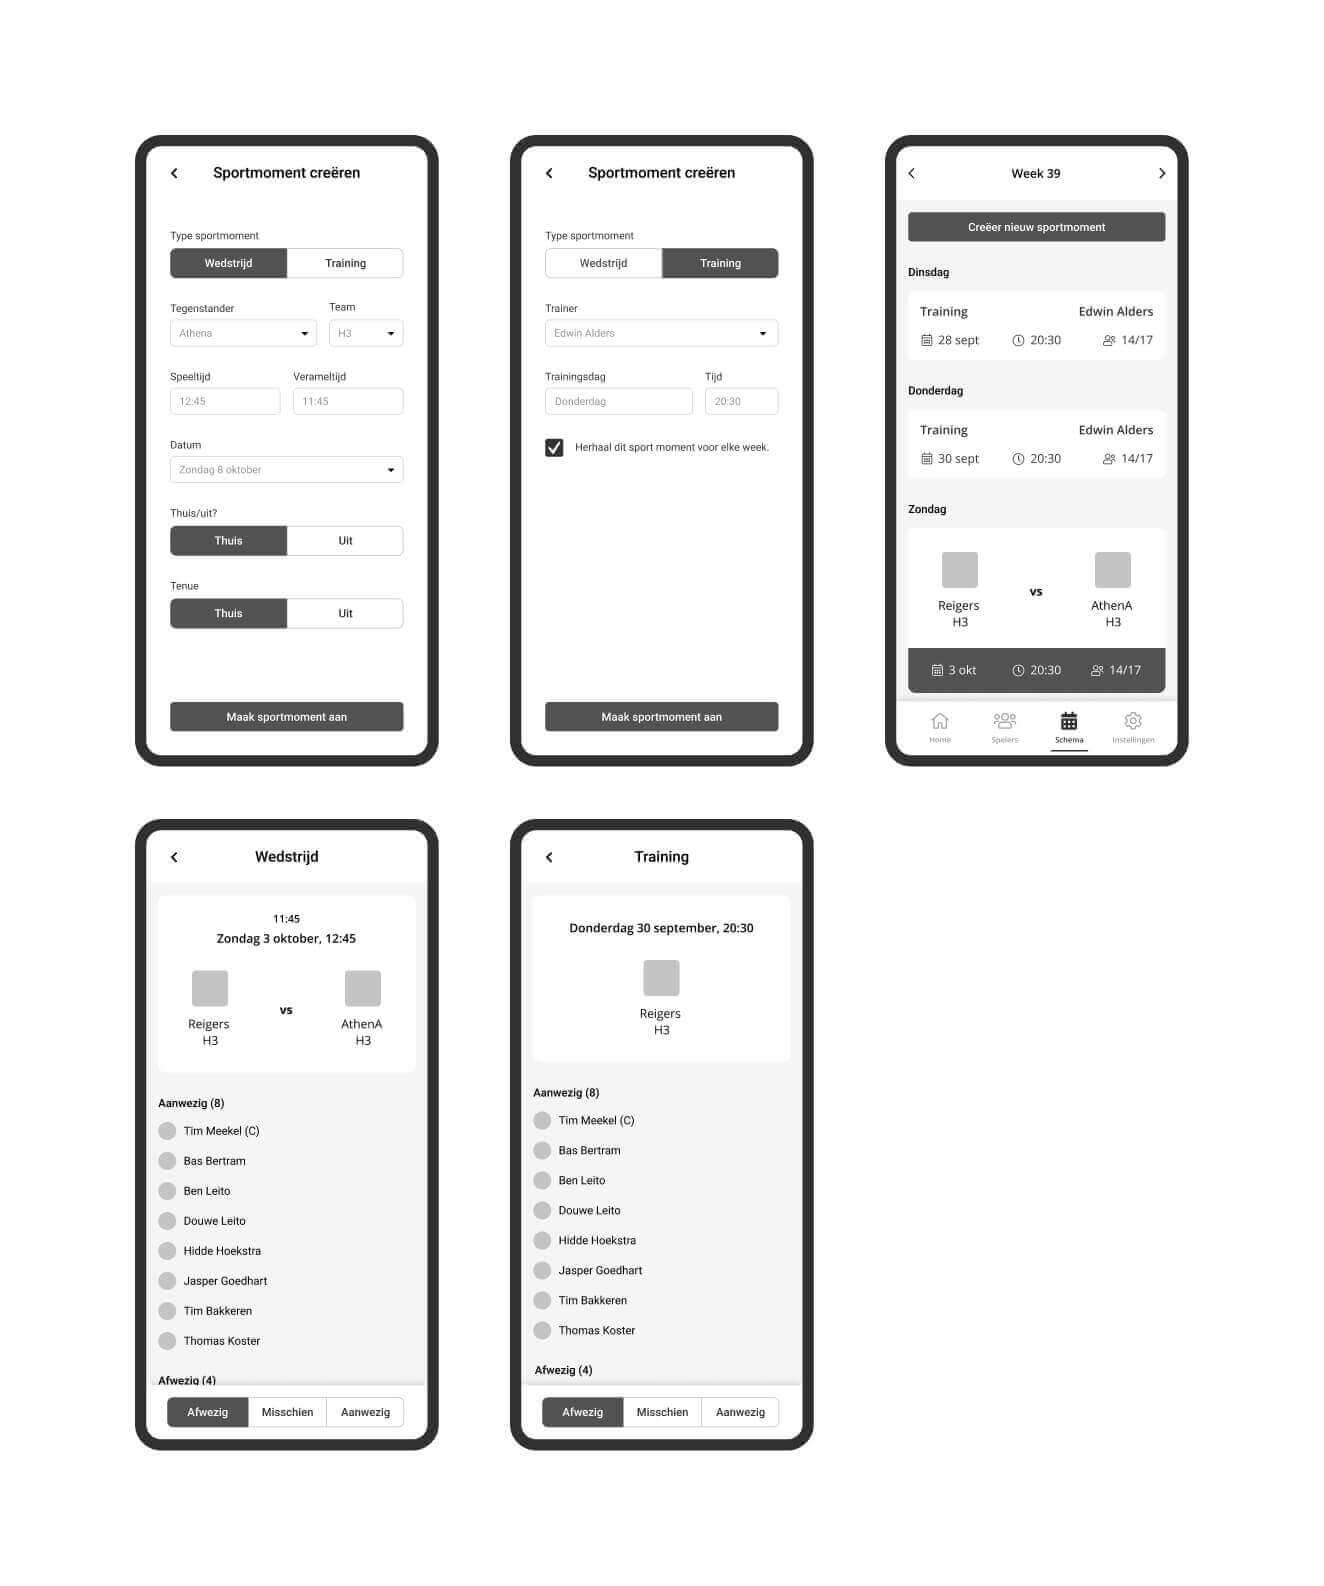 Sportmoment creëren
Type sportmoment
Wedstrijd Training
Tegenstander Team
Athena H3
Speeltijd Verameltijd
12:45 11:45
Datum
Zondag 8 oktober
Thuis/uit?
Thuis Uit
Tenue
Thuis Uit
Maak sportmoment aan
Sportmoment creëren
Type sportmoment
Wedstrijd Training
Trainer
Edwin Alders
Trainingsdag Tijd
Donderdag 20:30
Herhaal dit sport moment voor elke week.
Maak sportmoment aan
Week 39
Creëer nieuw sportmoment
Dinsdag
Training Edwin Alders
28 sept 20:30 14/17
Donderdag
Training Edwin Alders
30 sept 20:30 14/17
Zondag
vs
Reigers AthenA
H3 H3
3 okt 20:30 14/17
Home Spelers Schema Instellingen
Wedstrijd
11:45
Zondag 3 oktober, 12:45
vs
Reigers AthenA
H3 H3
Aanwezig (8)
Tim Meekel (C)
Bas Bertram
Ben Leito
Douwe Leito
Hidde Hoekstra
Jasper Goedhart
Tim Bakkeren
Thomas Koster
Afwezig (4)
Afwezig Misschien Aanwezig
Training
Donderdag 30 september, 20:30
Reigers
H3
Aanwezig (8)
Tim Meekel (C)
Bas Bertram
Ben Leito
Douwe Leito
Hidde Hoekstra
Jasper Goedhart
Tim Bakkeren
Thomas Koster
Afwezig (4)
Afwezig Misschien Aanwezig